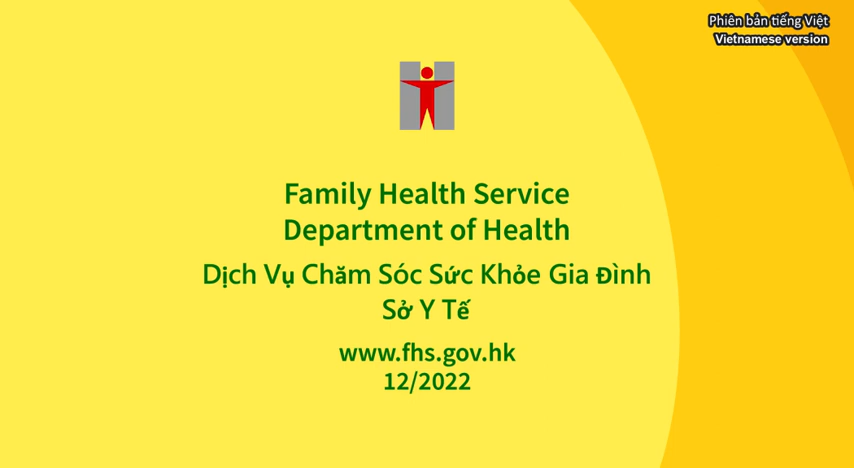 Phiên bản tiếng Việt
Vietnamese version
Family Health Service
Department of Health
Dịch Vụ Chăm Sóc Sức Khỏe Gia Đình
Sở Y Tế
www.fhs.gov.hk
12/2022